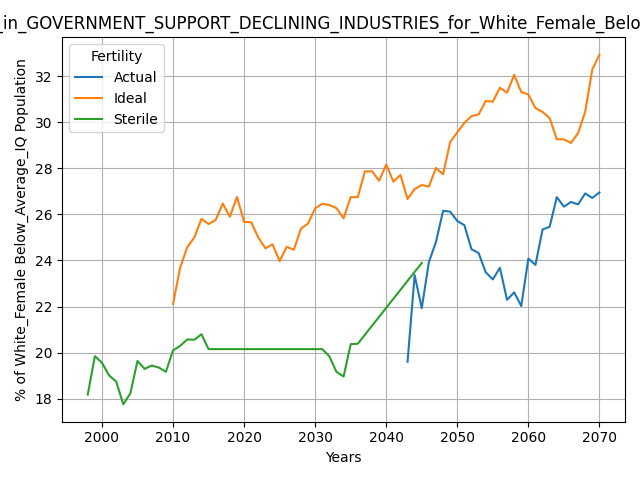 _in_GOVERNMENT_SUPPORT_DECLINING_INDUSTRIES_for_White_Female_Belo
Fertility
Actual
Ideal
Sterile
% of White_Female Below_Average_IQ Population
32
30
28
26
24
22
20
18
2000 2010 2020 2030 2040 2050 2060 2070
Years